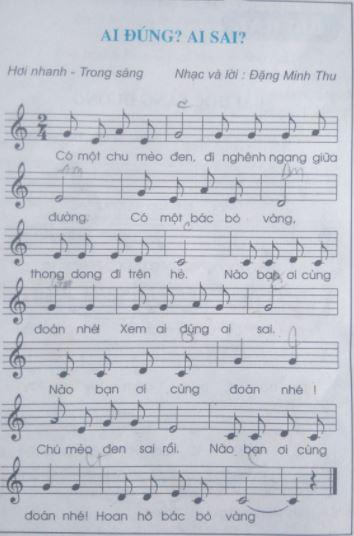 AI ĐÚNG? AI SAI?
Hơi nhanh - Trong sáng Nhạc và lời : Đặng Minh Thu
Có một chu mèo đen, đi nghênh ngang giữa
đường. Có một bác bò vàng,
thong dong đi trên hè. Nào bạn ơi cùng
đoán nhé! Xem ai đúng ai sai.
Nào bạn ơi cùng đoán nhé !
Chú mèo đen sai rồi. Nào bạn ơi cùng
đoán nhé! Hoan hô bác bò vàng